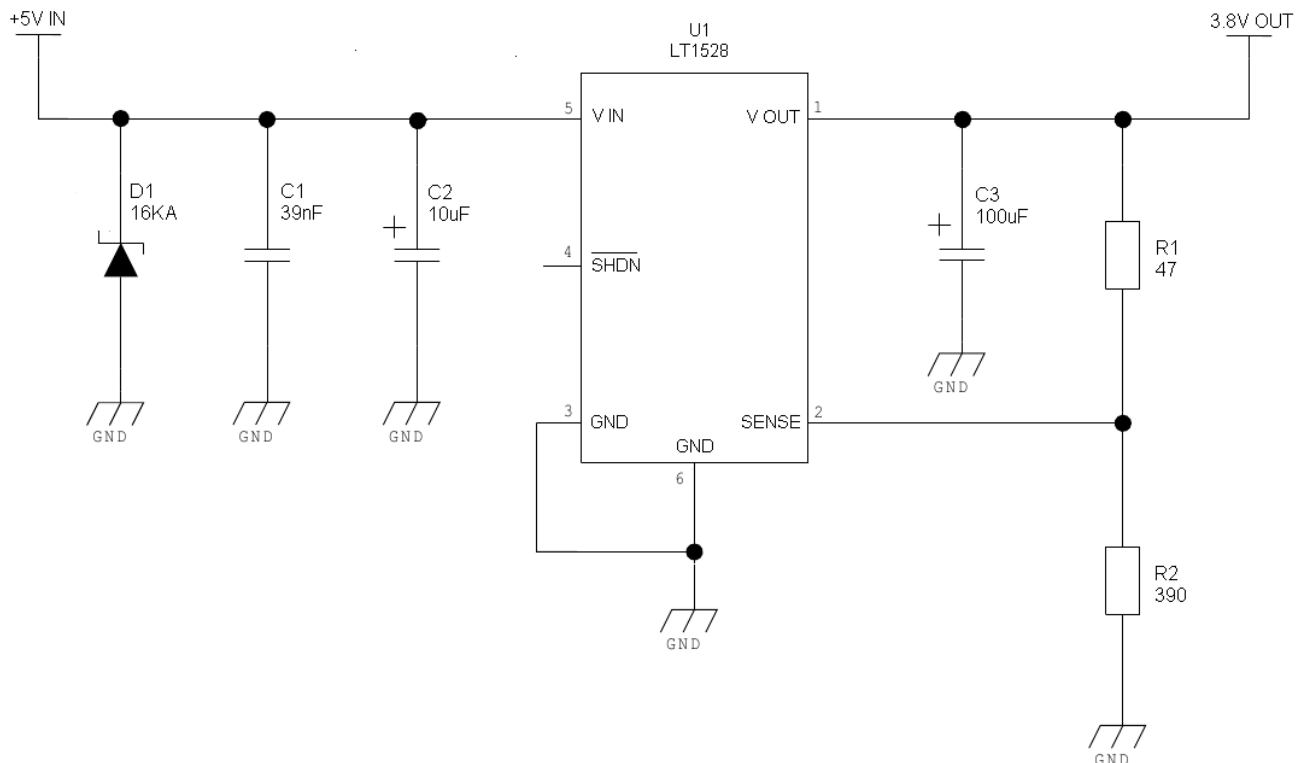 +5V IN
3.8V OUT
U1
LT1528
5
V IN
V OUT
1
D1
16KA
C1
39nF
C2
10uF
C3
100uF
R1
47
4
SHDN
3
GND
SENSE
2
GND
6
GND
GND
GND
GND
GND
R2
390
GND